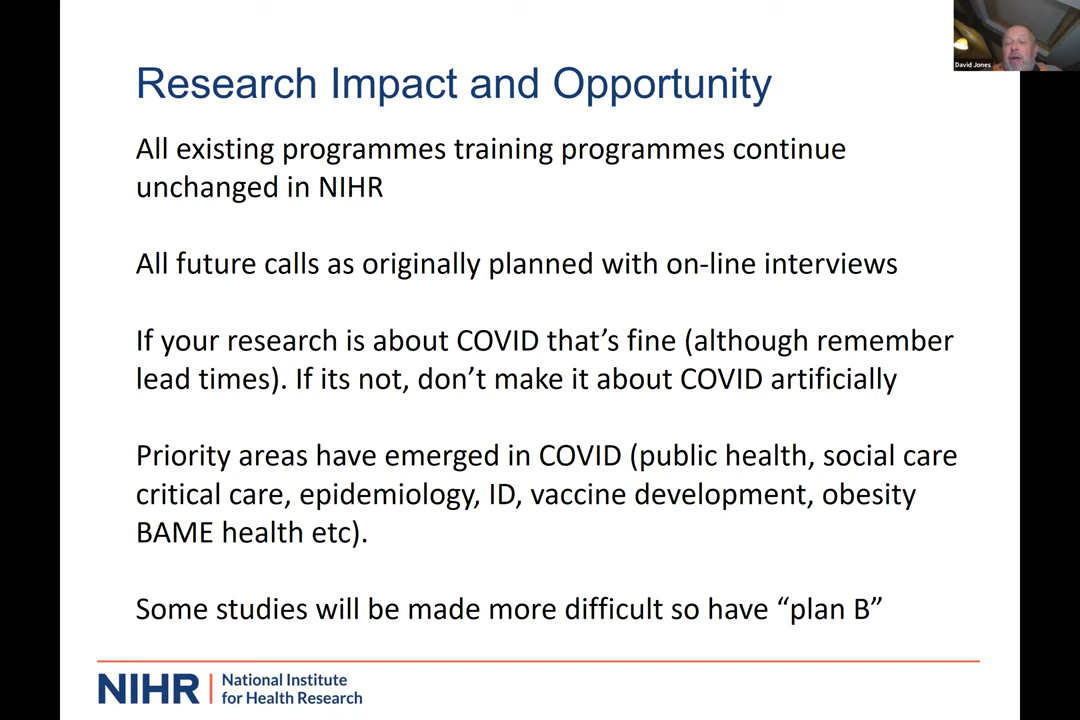 David Jones
Research Impact and Opportunity
All existing programmes training programmes continue
unchanged in NIHR
All future calls as originally planned with on-line interviews
If your research is about COVID that’s fine (although remember
lead times). If its not, don’t make it about COVID artificially
Priority areas have emerged in COVID (public health, social care
critical care, epidemiology, ID, vaccine development, obesity
BAME health etc).
Some studies will be made more difficult so have “plan B”
NIHR
National Institute
for Health Research